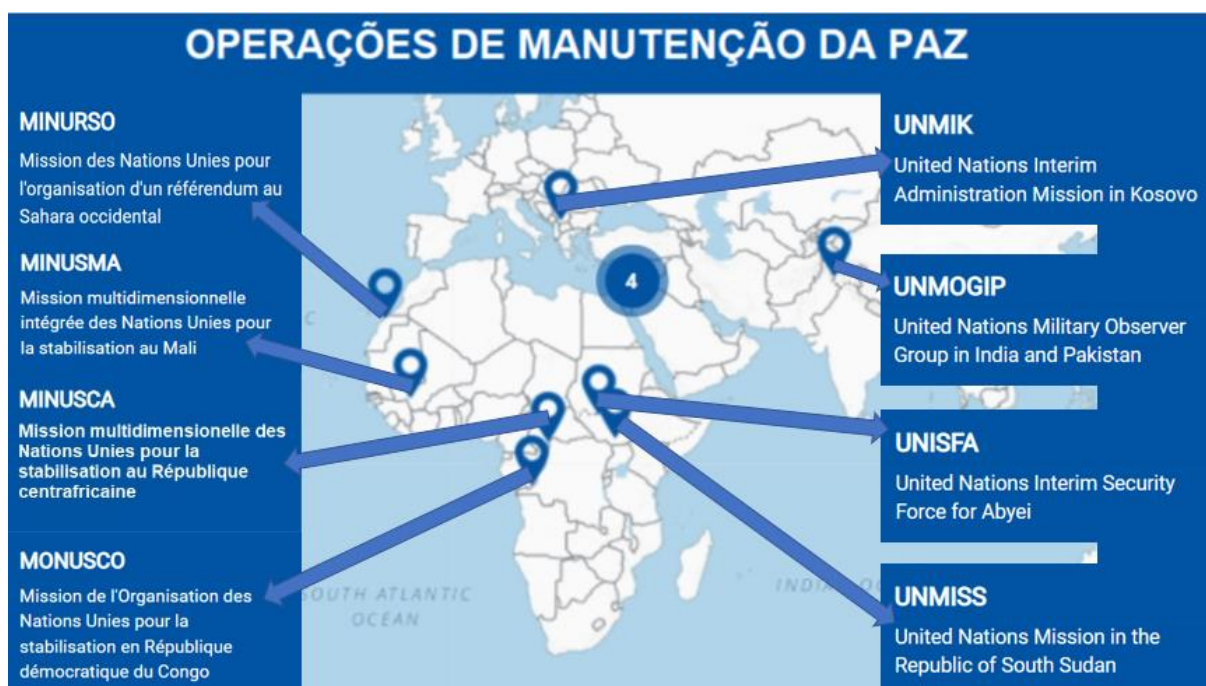 OPERAÇÕES DE MANUTENÇÃO DA PAZ
MINURSO
Mission des Nations Unies pour
l'organisation d'un référendum au
Sahara occidental
MINUSMA
Mission multidimensionnelle
intégrée des Nations Unies pour
la stabilisation au Mali
MINUSCA
Mission multidimensionelle des
Nations Unies pour la
stabilisation au République
centrafricaine
MONUSCO
Mission de l'Organisation des
Nations Unies pour la
stabilisation en République
démocratique du Congo
4
SOUTH ATLANTIC
OCEAN
UNMIK
United Nations Interim
Administration Mission in Kosovo
UNMOGIP
United Nations Military Observer
Group in India and Pakistan
UNISFA
United Nations Interim Security
Force for Abyei
UNMISS
United Nations Mission in the
Republic of South Sudan